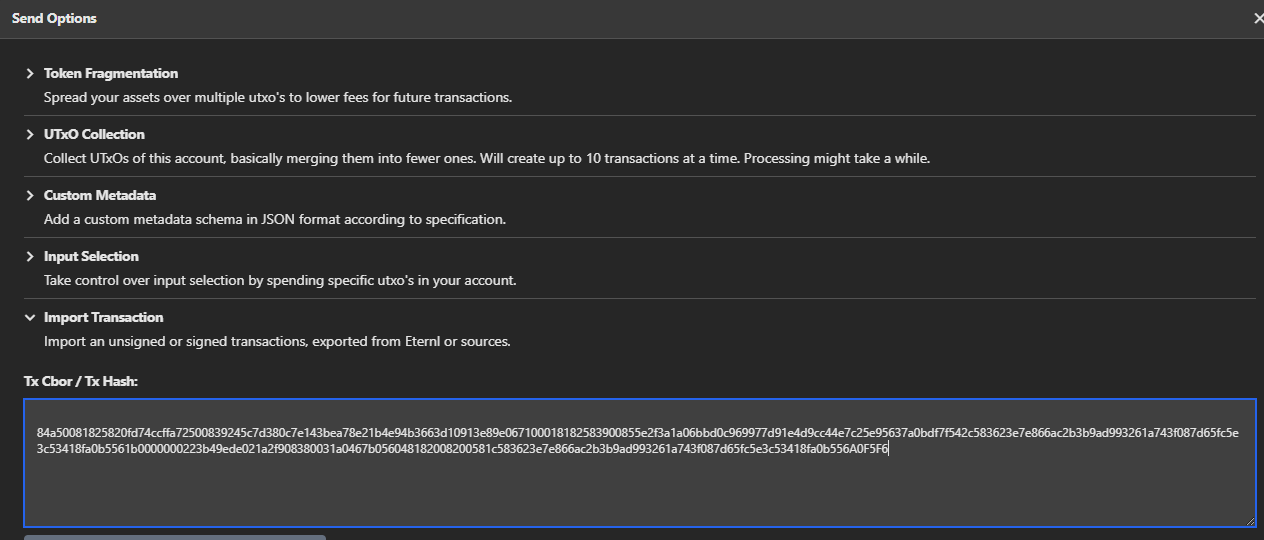 Send Options
Token Fragmentation
Spread your assets over multiple utxo's to lower fees for future transactions.
UTxO Collection
Collect UTxOs of this account, basically merging them into fewer ones. Will create up to 10 transactions at a time. Processing might take a while.
Custom Metadata
Add a custom metadata schema in JSON format according to specification.
Input Selection
Take control over input selection by spending specific utxo's in your account.
Import Transaction
Import an unsigned or signed transactions, exported from Eternl or sources.
Tx Cbor / Tx Hash:
84a50081825820fd74ccffa72500839245c7d380c7e143bea78e21b4e94b3663d10913e89e067100018182583900855e2f3a1a06bbd0c969977d91e4d9cc44e7c25e95637a0bdf7f542c583623e7e866ac2b3b9ad993261a743f087d65fc5e
3c53418fa0b5561b0000000223b49ede021a2f908380031a0467b056048182008200581c583623e7e866ac2b3b9ad993261a743f087d65fc5e3c53418fa0b556A0F5F6